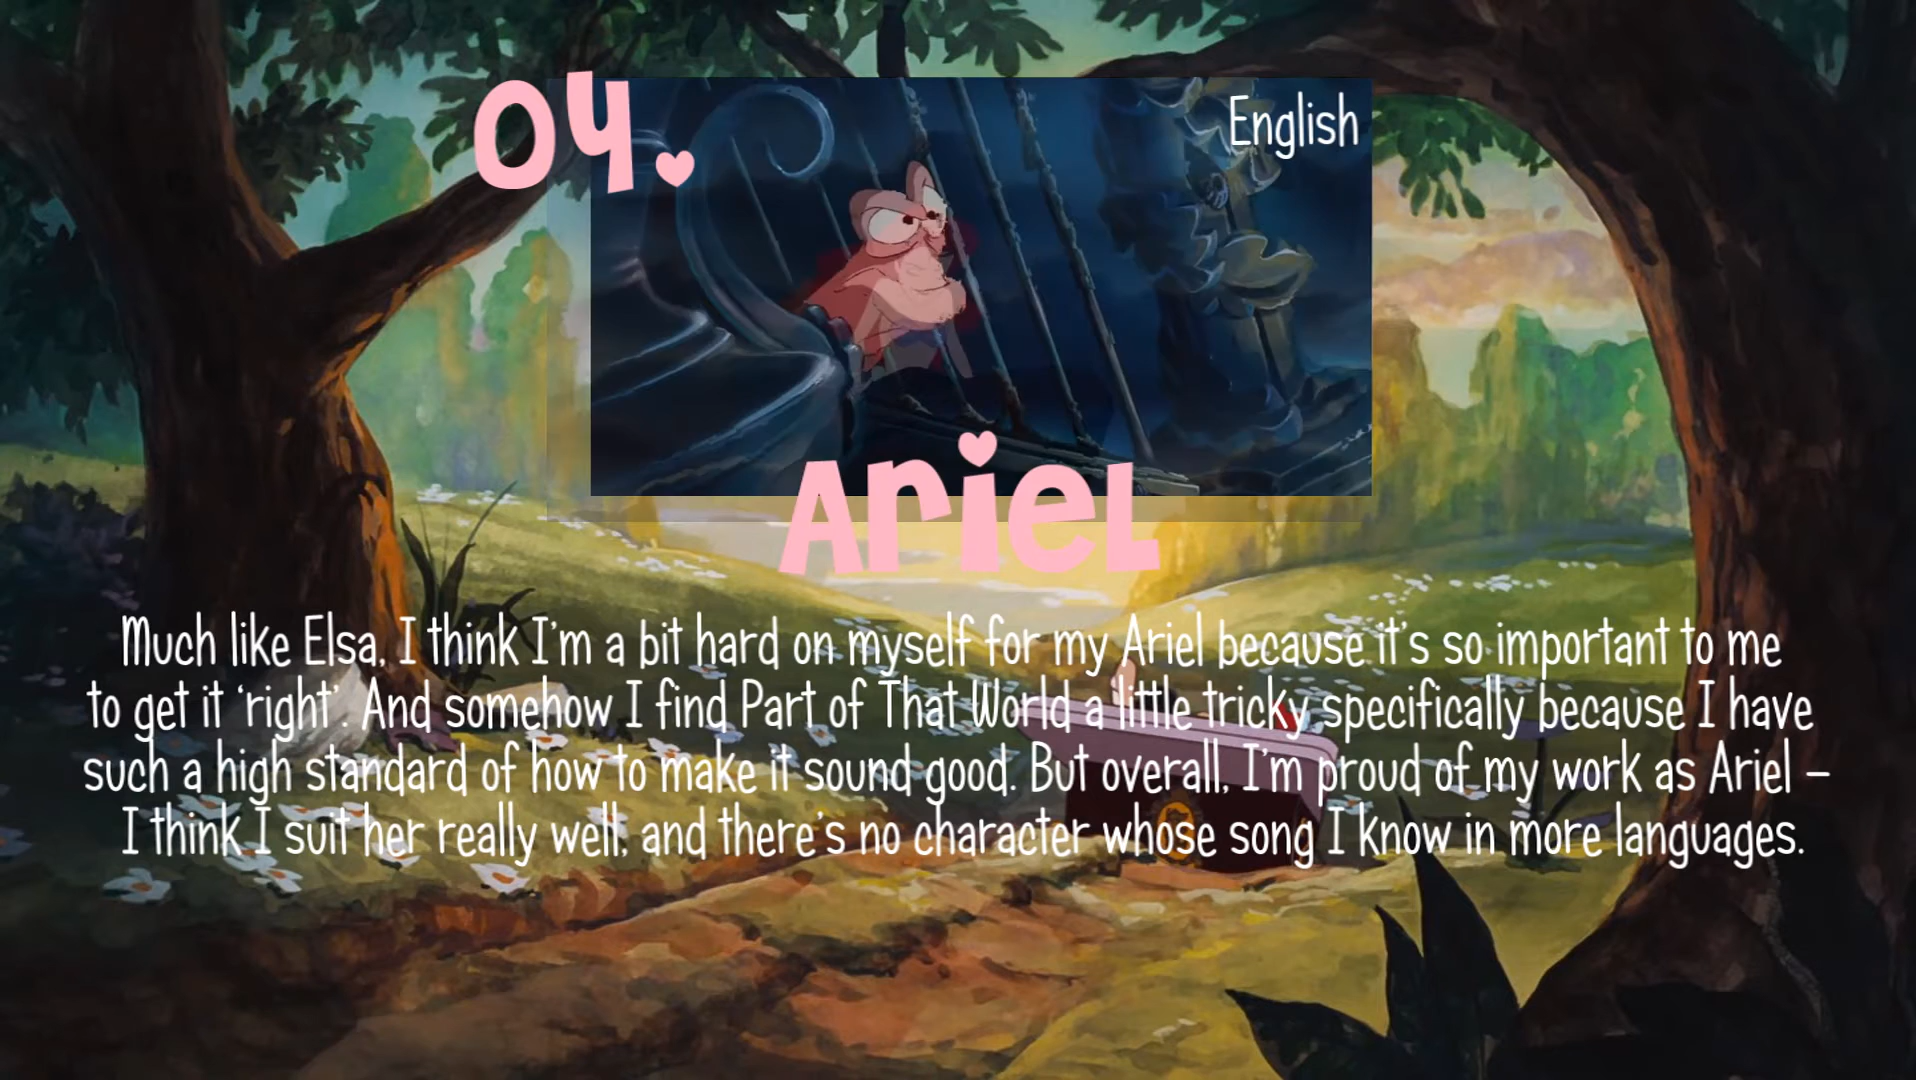 04.
English
Ariel
Much like Elsa, I think I'm a bit hard on myself for my Ariel because it's so important to me
to get it 'right'. And somehow I find Part of That World a little tricky specifically because I have
such a high standard of how to make it sound good. But overall, I'm proud of my work as Ariel –
I think I suit her really well, and there's no character whose song I know in more languages.